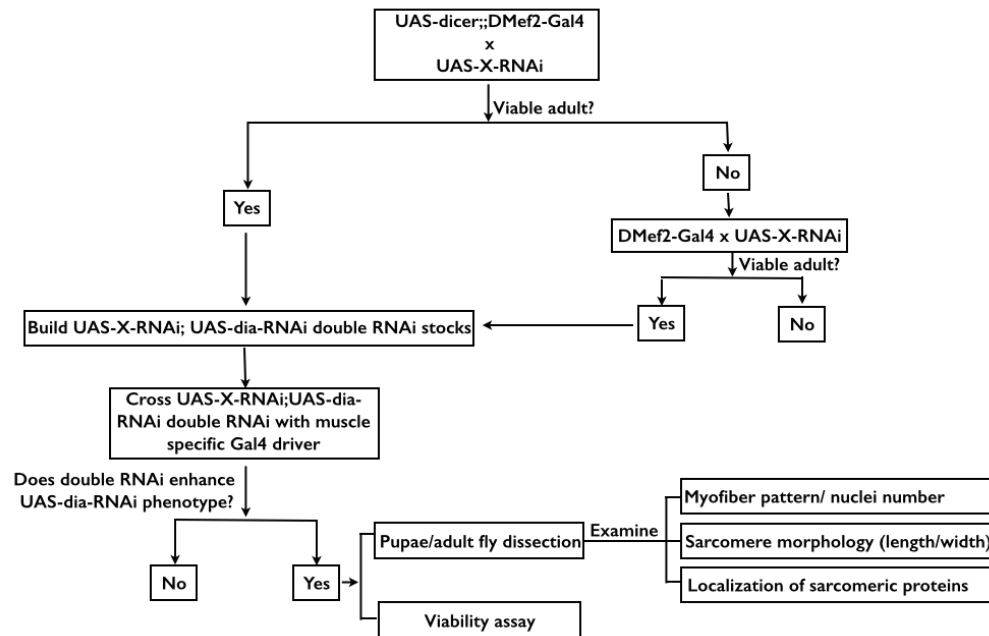 UAS-dicer;;DMef2-Gal4
x
UAS-X-RNAi
Viable adult?
No
Yes
DMef2-Gal4 x UAS-X-RNAi
Viable adult?
Yes
No
Build UAS-X-RNAi; UAS-dia-RNAi double RNAi stocks
Cross UAS-X-RNAi;UAS-dia-
RNAi double RNAi with muscle
specific Gal4 driver
Does double RNAi enhance
UAS-dia-RNAi phenotype?
No
Yes
Pupae/adult fly dissection
Examine
Myofiber pattern/ nuclei number
Sarcomere morphology (length/width)
Localization of sarcomeric proteins
Viability assay